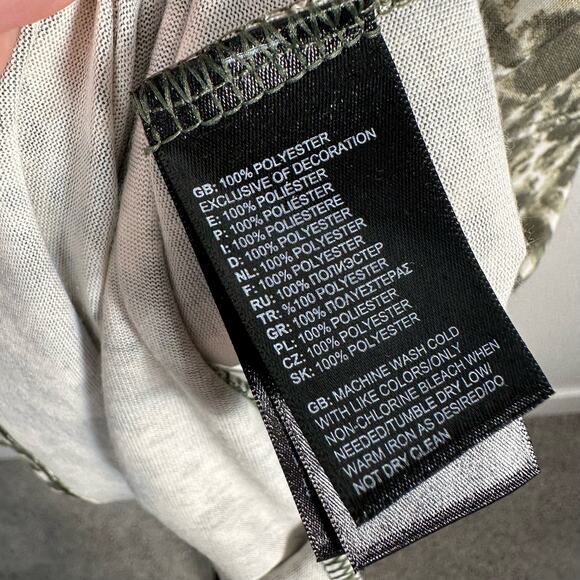 GB: 100% POLYESTER
EXCLUSIVE OF DECORATION
E: 100% POLIÉSTER
P: 100% POLIÉSTER
I: 100% POLIESTERE
D: 100% POLYESTER
NL: 100% POLYESTER
F: 100% POLYESTER
RU: 100% ПОЛИЭСТЕР
TR: %100 POLYESTER
GR: 100% ΠΟΛΥΕΣΤΕΡΑΣ
PL: 100% POLIESTER
CZ: 100% POLYESTER
SK: 100% POLYESTER
GB: MACHINE WASH COLD
WITH LIKE COLORS/ONLY
NON-CHLORINE BLEACH WHEN
NEEDED/TUMBLE DRY LOW/
WARM IRON AS DESIRED/DO
NOT DRY CLEAN